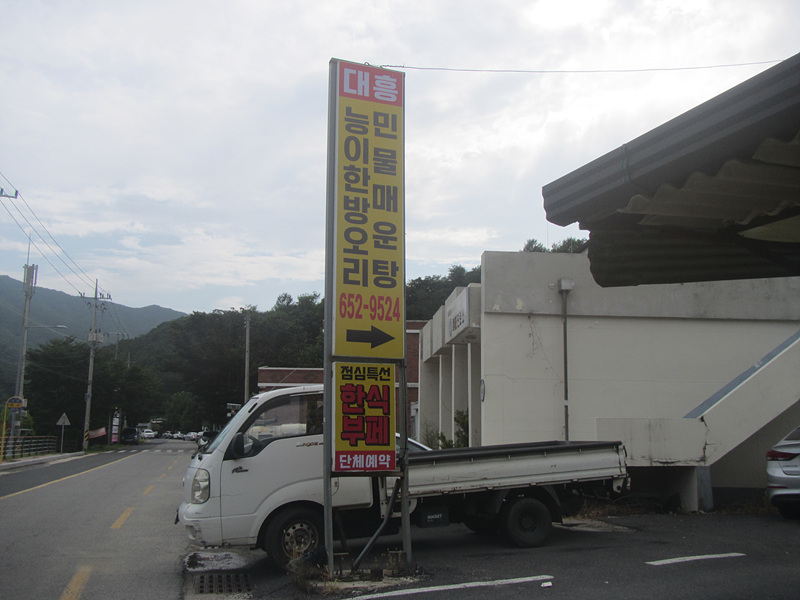 대흥
민물매운탕
능이한방오리
652-9524
점심특선
한식
부페
단체예약